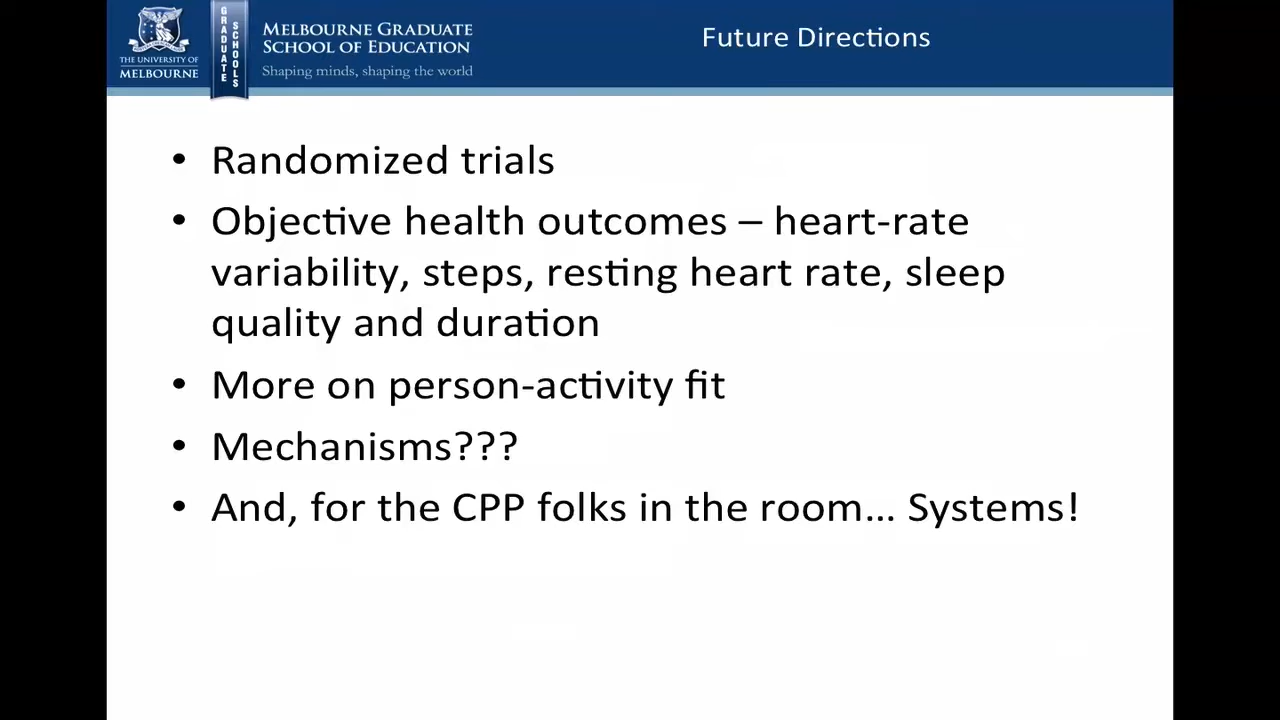 THE UNIVERSITY OF
MELBOURNE
GRADUATE
SCHOOLS
MELBOURNE GRADUATE
SCHOOL OF EDUCATION
Shaping minds, shaping the world
Future Directions
• Randomized trials
• Objective health outcomes – heart-rate
variability, steps, resting heart rate, sleep
quality and duration
• More on person-activity fit
• Mechanisms???
• And, for the CPP folks in the room... Systems!